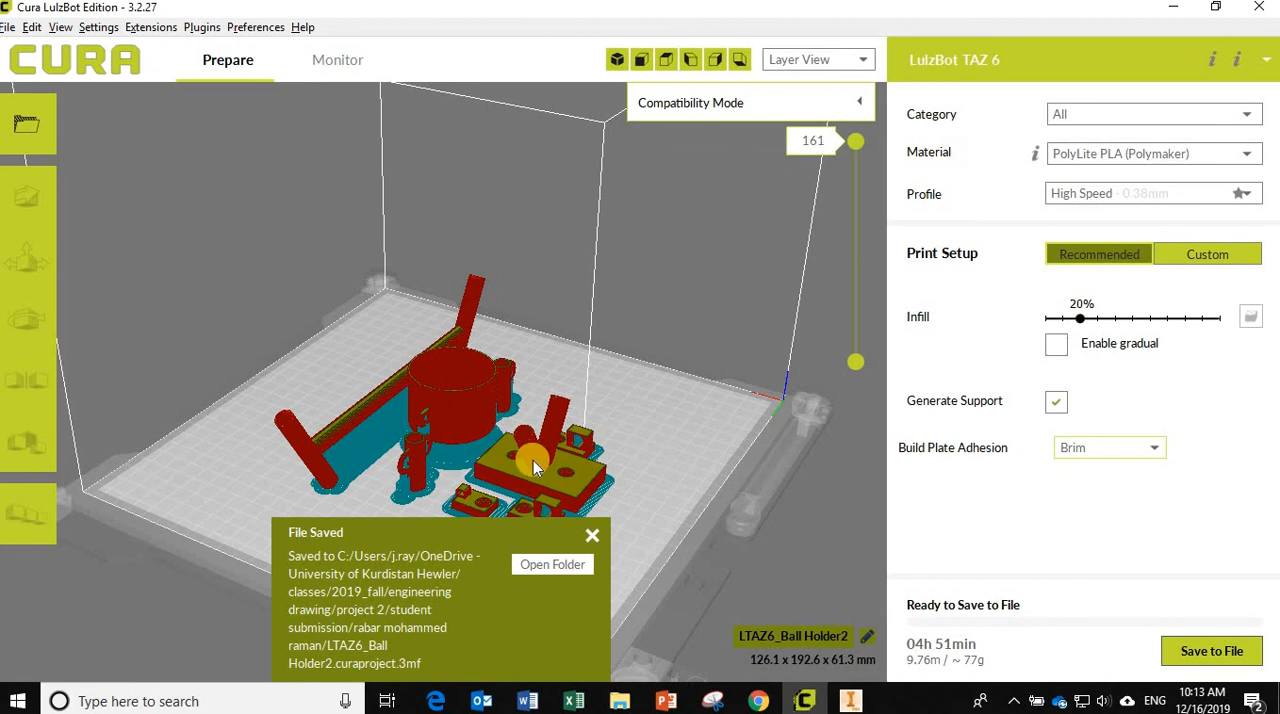 Cura LulzBot Edition - 3.2.27
File Edit View Settings Extensions Plugins Preferences Help
CURA
Prepare
Monitor
Layer View
Compatibility Mode
161
LulzBot TAZ 6
Category
All
Material
PolyLite PLA (Polymaker)
Profile
High Speed - 0.38mm
Print Setup
Recommended
Custom
20%
Infill
Enable gradual
Generate Support
Build Plate Adhesion
Brim
File Saved
Saved to C:/Users/j.ray/OneDrive -
University of Kurdistan Hewler/
classes/2019_fall/engineering
drawing/project 2/student
submission/rabar mohammed
raman/LTAZ6_Ball
Holder2.curaproject.3mf
Open Folder
LTAZ6_Ball Holder2
126.1 x 192.6 x 61.3 mm
Ready to Save to File
04h 51min
9.76m / ~ 77g
Save to File
Type here to search
ENG
10:13 AM
12/16/2019
2